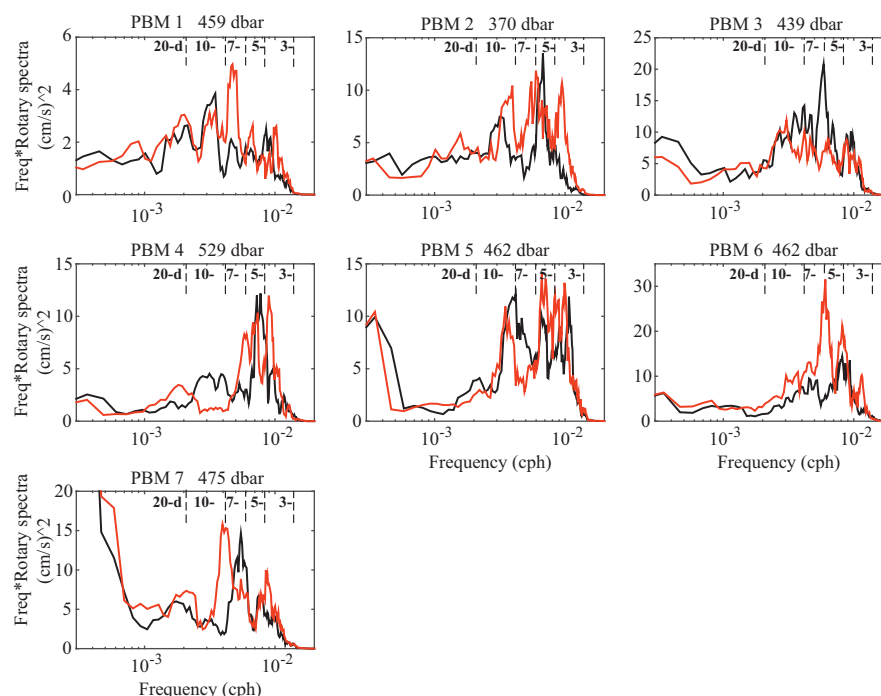 PBM 1 459 dbar
PBM 2 370 dbar
PBM 3 439 dbar
Freq*Rotary spectra
(cm/s)^2
6
4
2
0
20-d 10- 7- 5- 3-
10^-3 10^-2
15
10
5
0
20-d 10- 7- 5- 3-
10^-3 10^-2
25
20
15
10
5
0
20-d 10- 7- 5- 3-
10^-3 10^-2
PBM 4 529 dbar
PBM 5 462 dbar
PBM 6 462 dbar
Freq*Rotary spectra
(cm/s)^2
15
10
5
0
20-d 10- 7- 5- 3-
10^-3 10^-2
15
10
5
0
20-d 10- 7- 5- 3-
10^-3 10^-2
Frequency (cph)
30
20
10
0
20-d 10- 7- 5- 3-
10^-3 10^-2
Frequency (cph)
PBM 7 475 dbar
Freq*Rotary spectra
(cm/s)^2
20
15
10
5
0
20-d 10- 7- 5- 3-
10^-3 10^-2
Frequency (cph)